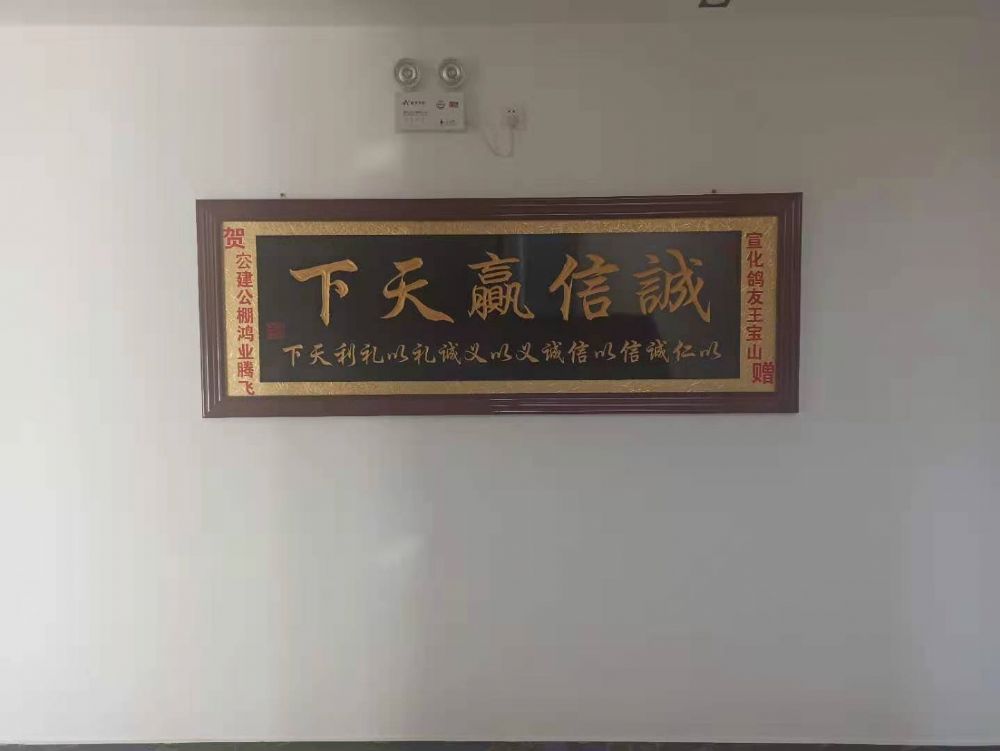 宣化鸽友王宝山赠
誠信赢天下
以仁诚信以信诚义以义诚礼以礼利天下
贺
宏建公棚鸿业腾飞